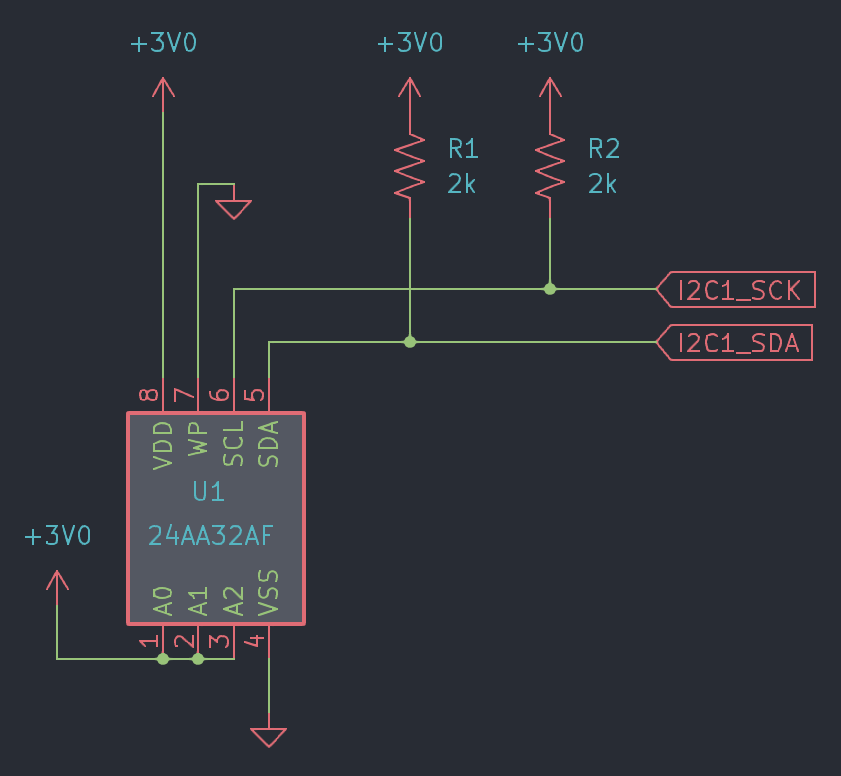 +3V0
+3V0
+3V0
R1
2k
R2
2k
I2C1_SCK
I2C1_SDA
8
7
6
5
VDD
WP
SCL
SDA
U1
24AA32AF
+3V0
A0
A1
A2
VSS
1
2
3
4